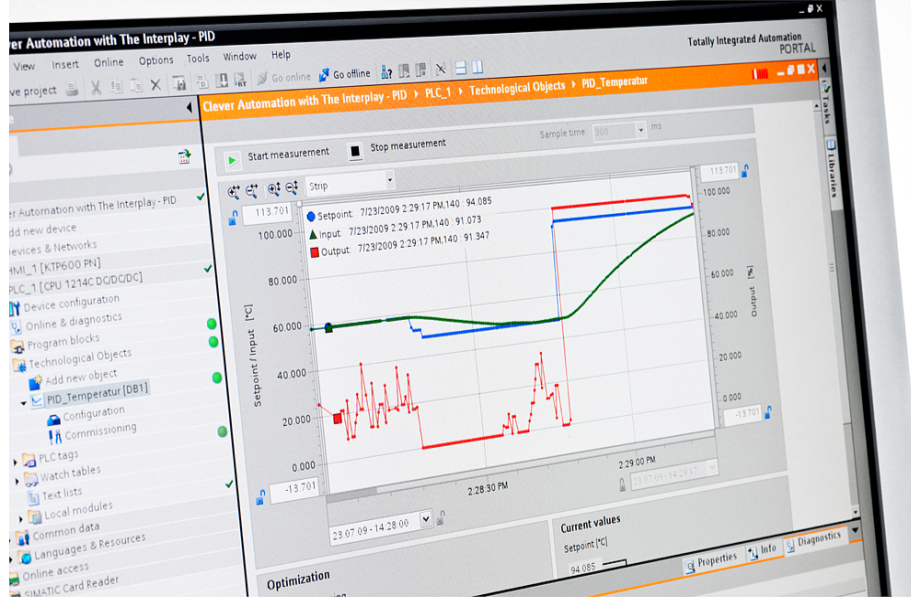 ver Automation with The Interplay - PID
View Insert Online Options Tools Window Help
Totally Integrated Automation
PORTAL
ve project
Go online Go offline
Clever Automation with The Interplay - PID PLC_1 Technological Objects PID_Temperatur
Tasks
Libraries
Start measurement Stop measurement
Sample time: 300 ms
Strip
113.701
113.701
Setpoint: 7/23/2009 2:29:17 PM,140 : 94.085
Input: 7/23/2009 2:29:17 PM,140 : 91.073
Output: 7/23/2009 2:29:17 PM,140 : 91.347
100.000
80.000
60.000
40.000
20.000
0.000
-13.701
Setpoint / Input [°C]
100.000
80.000
60.000
40.000
20.000
0.000
-13.701
Output [%]
2:28:30 PM
2:29:00 PM
23.07.09 - 14:28:00
23.07.09 - 14:29:17
er Automation with The Interplay - PID
dd new device
evices & Networks
HMI_1 [KTP600 PN]
PLC_1 [CPU 1214C DC/DC/DC]
Device configuration
Online & diagnostics
Program blocks
Technological Objects
Add new object
PID_Temperatur [DB1]
Configuration
Commissioning
PLC tags
Watch tables
Text lists
Local modules
Common data
Languages & Resources
Online access
SIMATIC Card Reader
Optimization
Current values
Setpoint [°C]
94.085
Properties Info Diagnostics